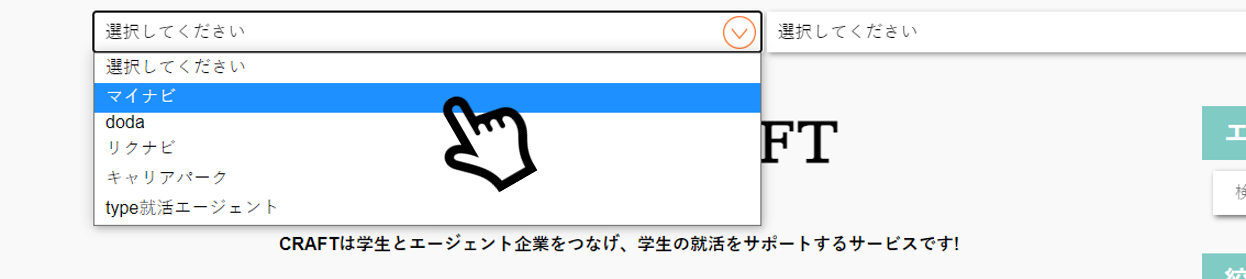 選択してください 選択してください
選択してください
マイナビ
doda
リクナビ
キャリアパーク
type就活エージェント
FT
エ
検
絞
CRAFTは学生とエージェント企業をつなげ、学生の就活をサポートするサービスです!